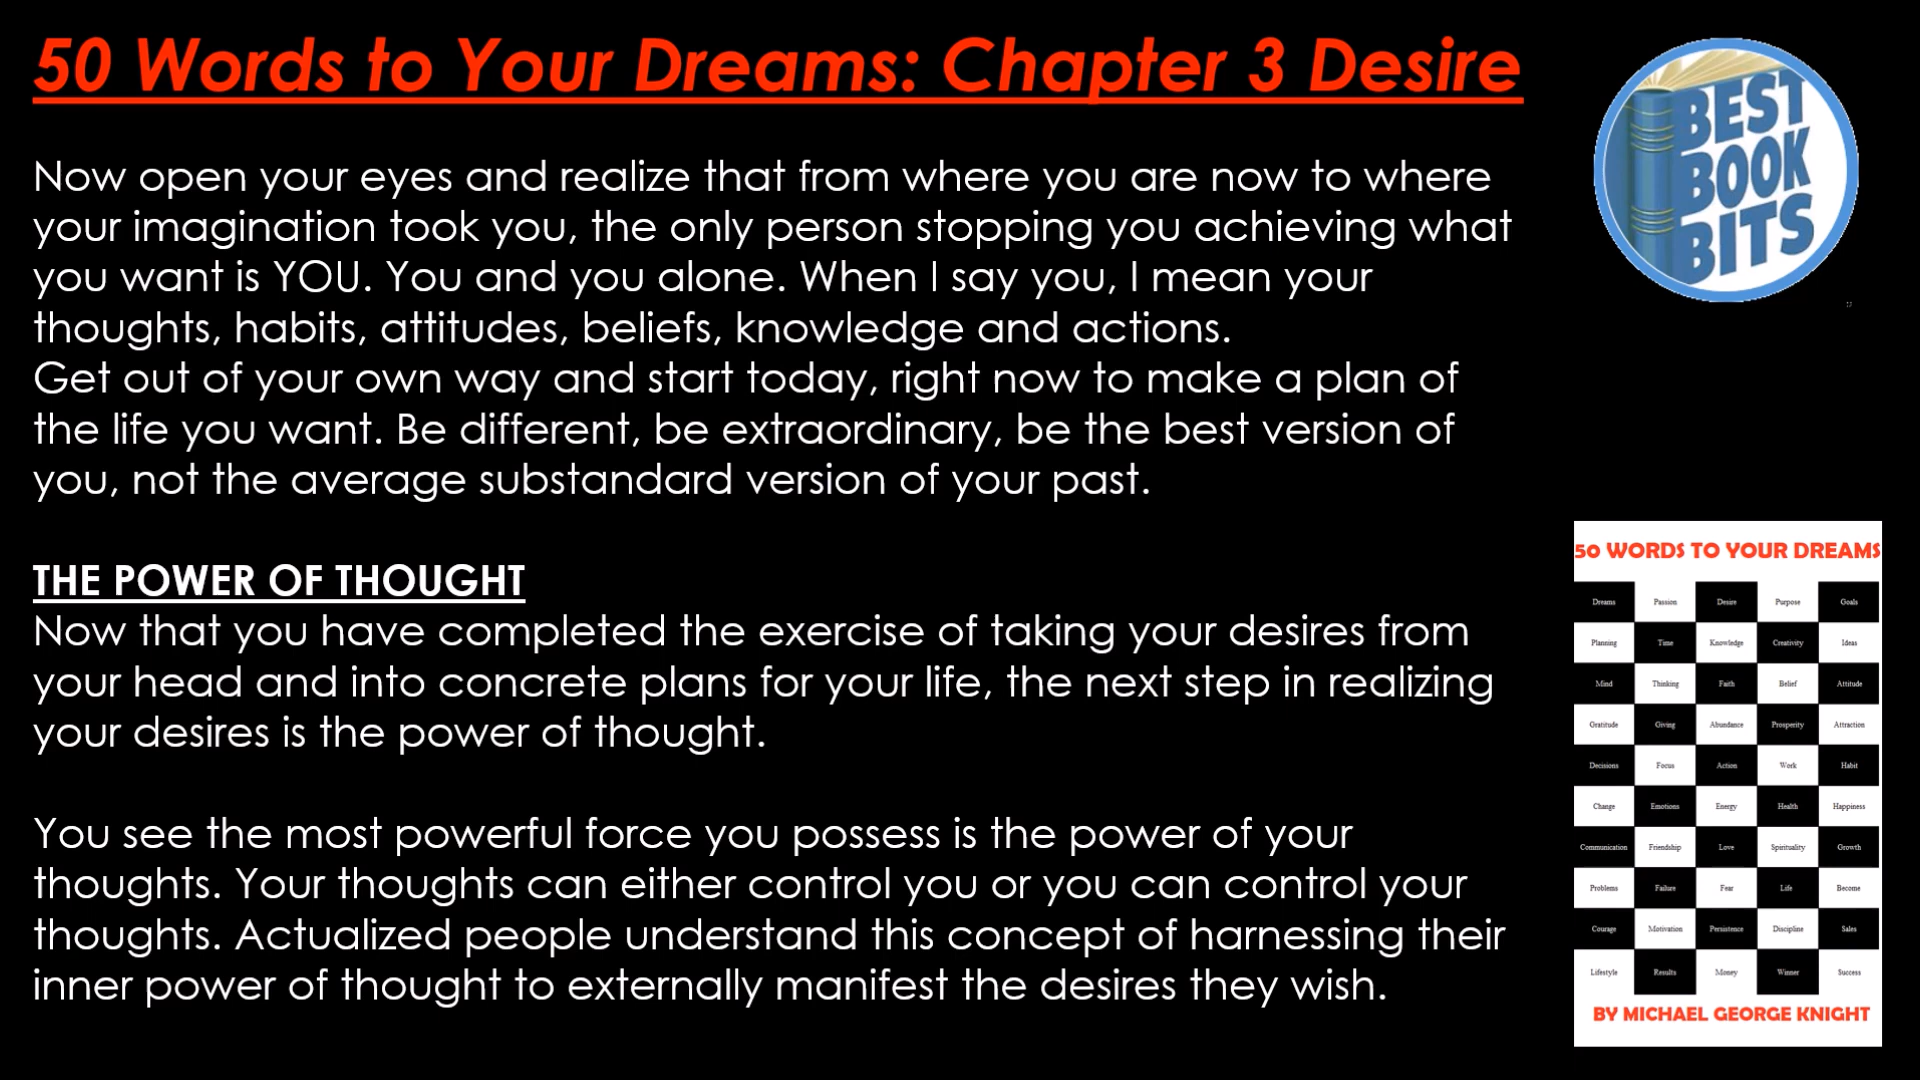 50 Words to Your Dreams: Chapter 3 Desire
Now open your eyes and realize that from where you are now to where
your imagination took you, the only person stopping you achieving what
you want is YOU. You and you alone. When I say you, I mean your
thoughts, habits, attitudes, beliefs, knowledge and actions.
Get out of your own way and start today, right now to make a plan of
the life you want. Be different, be extraordinary, be the best version of
you, not the average substandard version of your past.
THE POWER OF THOUGHT
Now that you have completed the exercise of taking your desires from
your head and into concrete plans for your life, the next step in realizing
your desires is the power of thought.
You see the most powerful force you possess is the power of your
thoughts. Your thoughts can either control you or you can control your
thoughts. Actualized people understand this concept of harnessing their
inner power of thought to externally manifest the desires they wish.
BEST
BOOK
BITS
50 WORDS TO YOUR DREAMS
Dreams Passion Desire Purpose Goals
Planning Time Knowledge Creativity Ideas
Mind Thinking Faith Belief Attitude
Gratitude Giving Abundance Prosperity Attraction
Decisions Focus Action Work Habit
Change Emotions Energy Health Happiness
Communication Friendship Love Spirituality Growth
Problems Failure Fear Life Become
Courage Motivation Persistence Discipline Sales
Lifestyle Results Money Winner Success
BY MICHAEL GEORGE KNIGHT